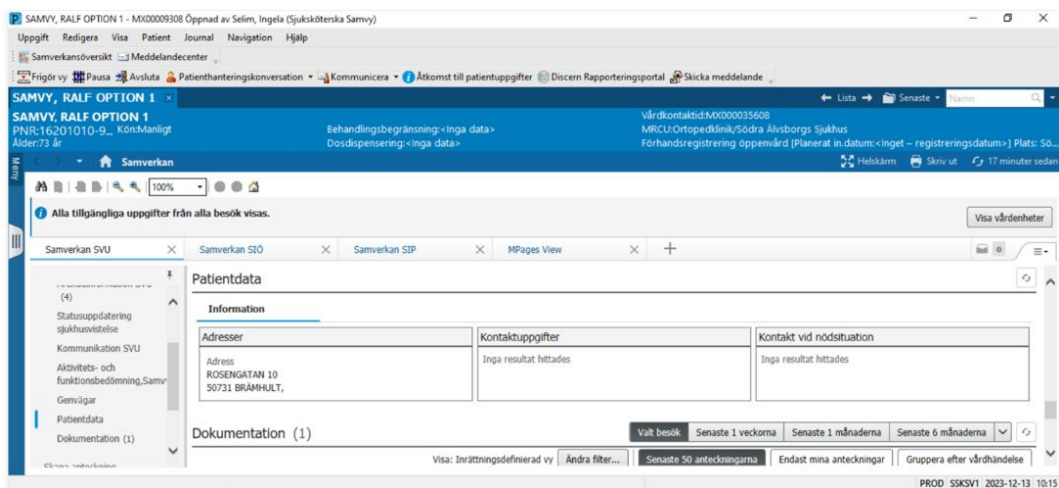 SAMVY, RALF OPTION 1 - MX00009308 Öppnad av Selim, Ingela (Sjuksköterska Samvy)
Uppgift Redigera Visa Patient Journal Navigation Hjälp
Samverkansöversikt Meddelandecenter
Frigör vy Pausa Avsluta Patienthanteringskonversation Kommunicera Åtkomst till patientuppgifter Discern Rapporteringsportal Skicka meddelande
SAMVY, RALF OPTION 1 Lista Senaste Namn
SAMVY, RALF OPTION 1 Vårdkontaktid:MX000035608
PNR:16201010-9... Kön:Manligt Behandlingsbegränsning:<Inga data> MRCU:Ortopedklinik/Södra Älvsborgs Sjukhus
Ålder:73 år Dosdispensering:<Inga data> Förhandsregistrering öppenvård [Planerat in.datum:<Inget - registreringsdatum>] Plats: Sö...
Meny Samverkan Helskärm Skriv ut 17 minuter sedan
100%
Alla tillgängliga uppgifter från alla besök visas. Visa vårdenheter
Samverkan SVU Samverkan SIÖ Samverkan SIP MPages View
(4)
Patientdata
Statusuppdatering sjukhusvistelse
Information
Kommunikation SVU
Adresser Kontaktuppgifter Kontakt vid nödsituation
Aktivitets- och funktionsbedömning,Samv
Adress Inga resultat hittades Inga resultat hittades
ROSENGATAN 10
50731 BRÄMHULT,
Genvägar
Patientdata
Dokumentation (1)
Dokumentation (1) Valt besök Senaste 1 veckorna Senaste 1 månaderna Senaste 6 månaderna
Visa: Inrättningsdefinierad vy Ändra filter... Senaste 50 anteckningarna Endast mina anteckningar Gruppera efter vårdhändelse
PROD SSKSV1 2023-12-13 10:15